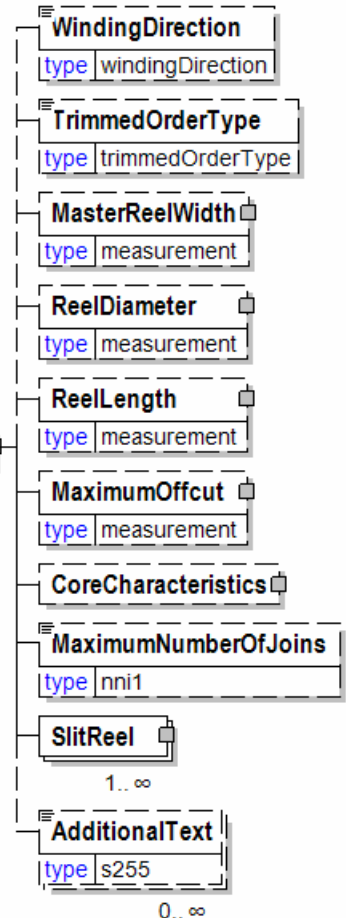 WindingDirection
type windingDirection
TrimmedOrderType
type trimmedOrderType
MasterReelWidth
type measurement
ReelDiameter
type measurement
ReelLength
type measurement
MaximumOffcut
type measurement
CoreCharacteristics
MaximumNumberOfJoins
type nni1
SlitReel
1.. ∞
AdditionalText
type s255
0.. ∞